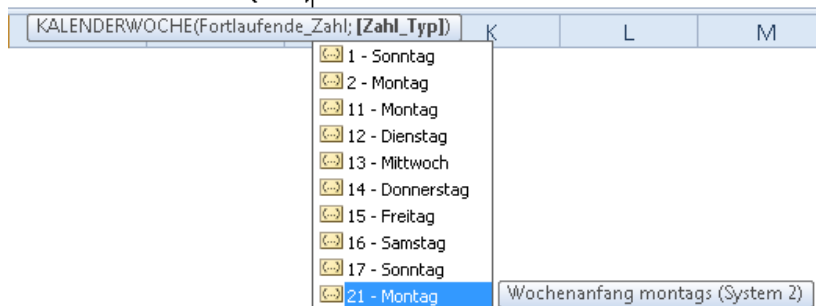 KALENDERWOCHE(Fortlaufende_Zahl; [Zahl_Typ])
K L M
1 - Sonntag
2 - Montag
11 - Montag
12 - Dienstag
13 - Mittwoch
14 - Donnerstag
15 - Freitag
16 - Samstag
17 - Sonntag
21 - Montag
Wochenanfang montags (System 2)